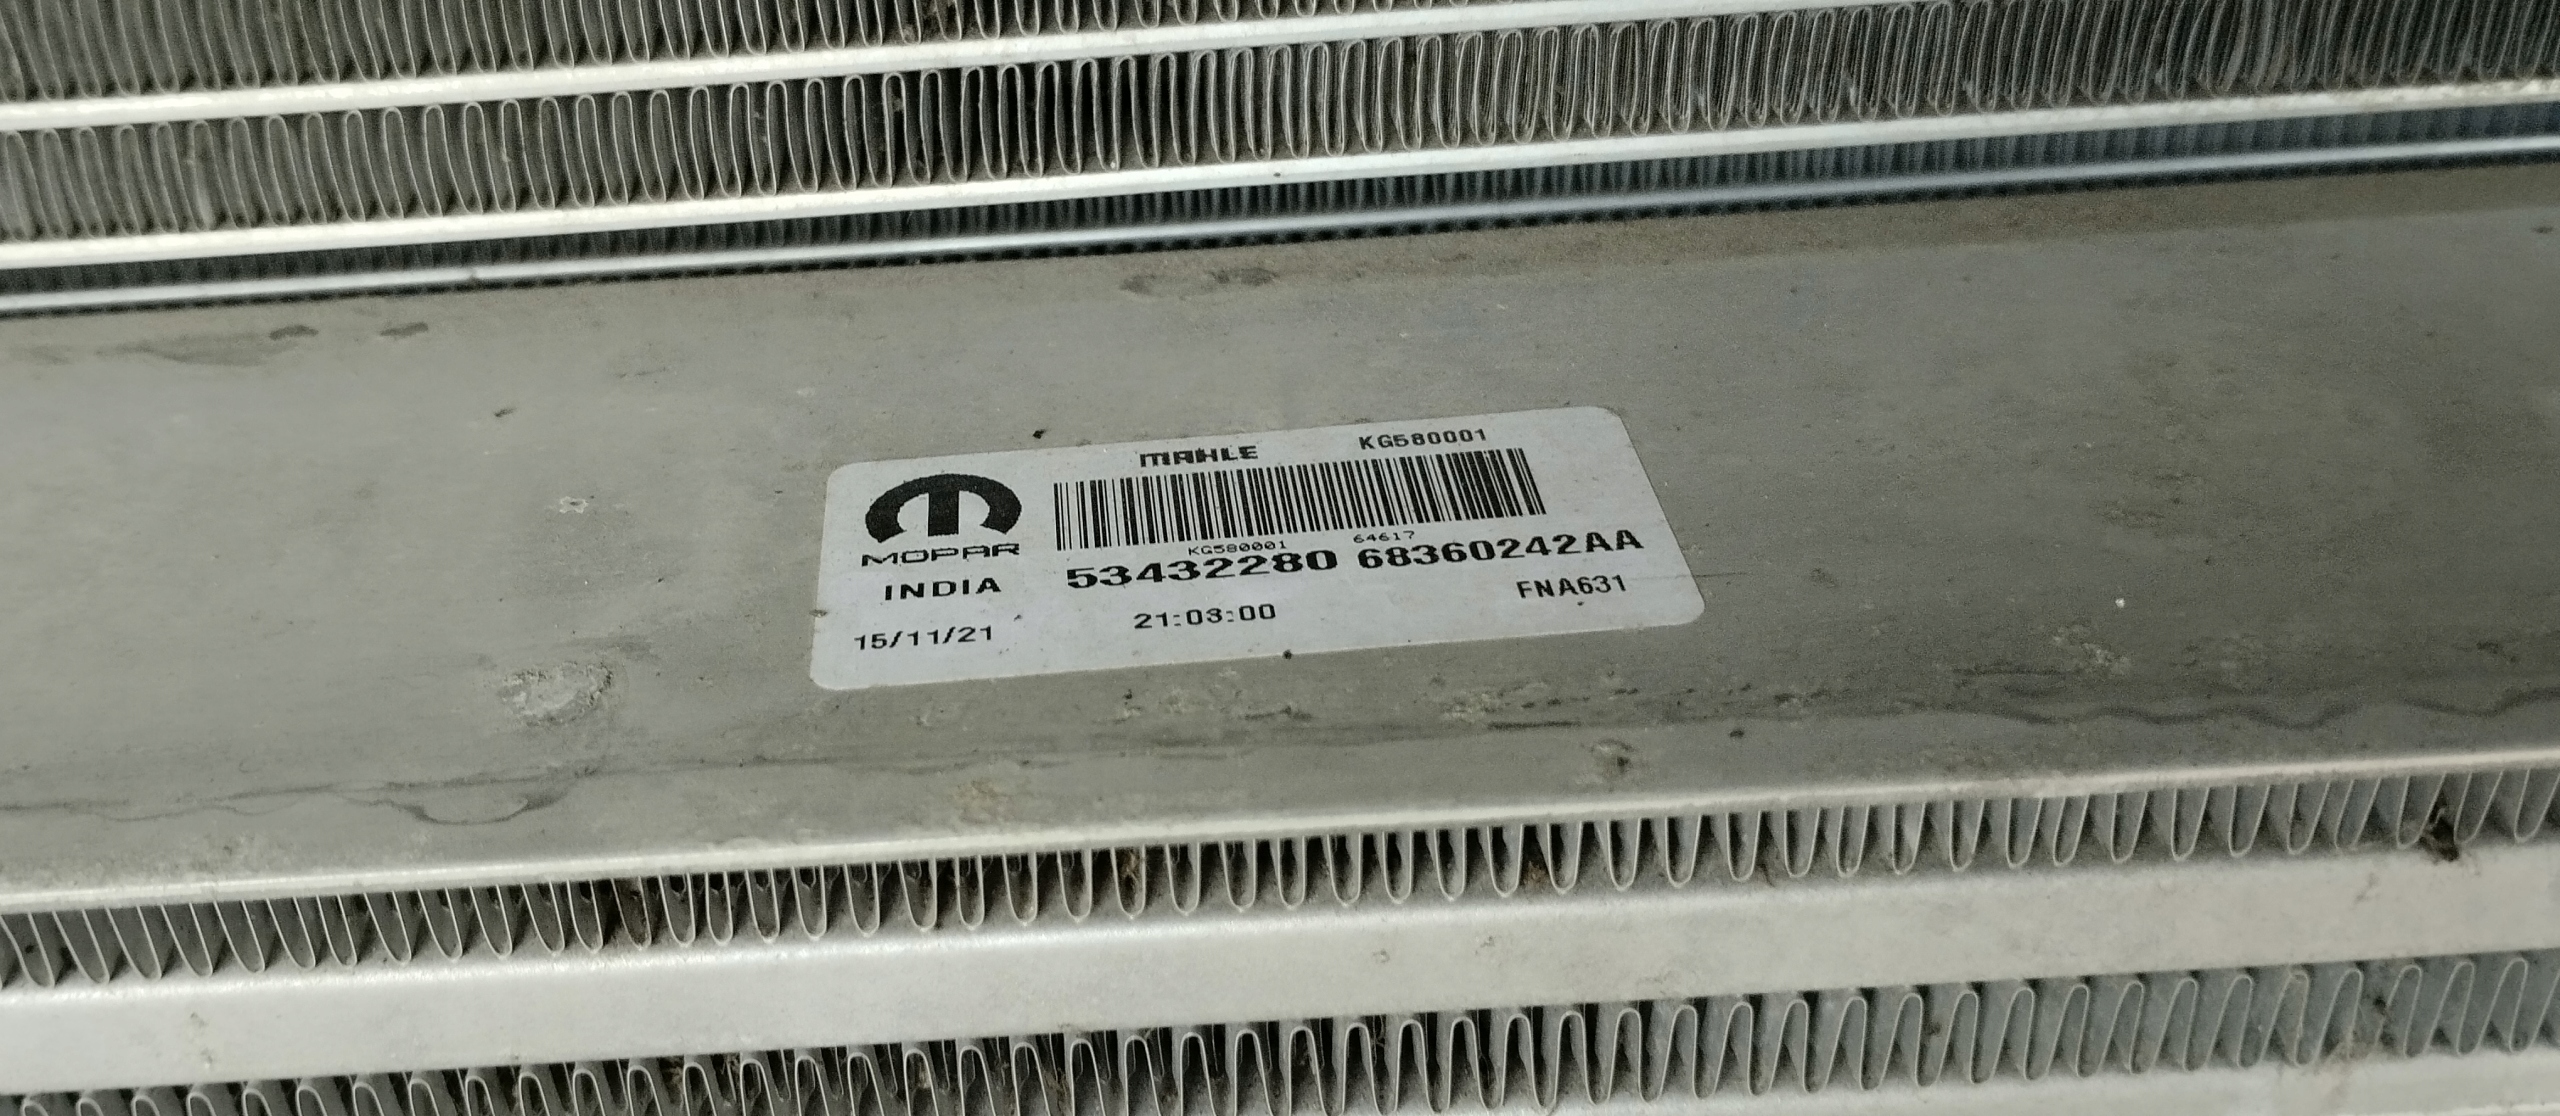 MAHLE KG580001
MOPAR
KG580001 64617
53432280 68360242AA
INDIA
FNA631
15/11/21 21:03:00